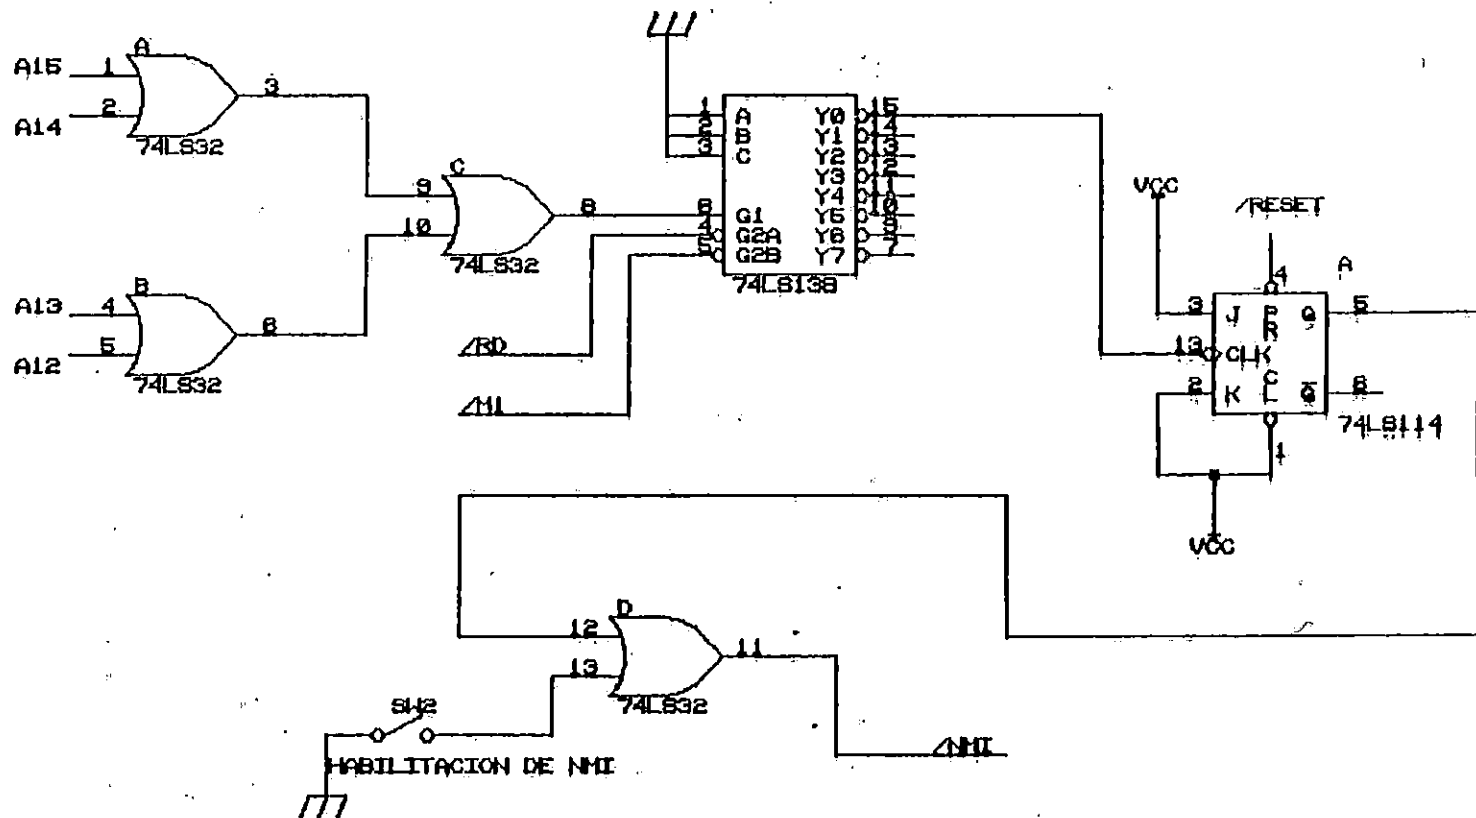 A
A15 1
3
2
A14
74LS32
C
9
8
10
74LS32
B
A13 4
6
5
A12
74LS32
/RD
/M1
1 A Y0 15
2 B Y1 14
3 C Y2 13
Y3 12
Y4 11
6 G1 Y5 10
4 G2A Y6 9
5 G2B Y7 7
74LS138
VCC
/RESET
4 A
3 J PR Q 5
13 CLK
2 K CL Q 6
74LS114
1
VCC
D
12
11
13
74LS32
SW2
HABILITACION DE NMI
/NMI